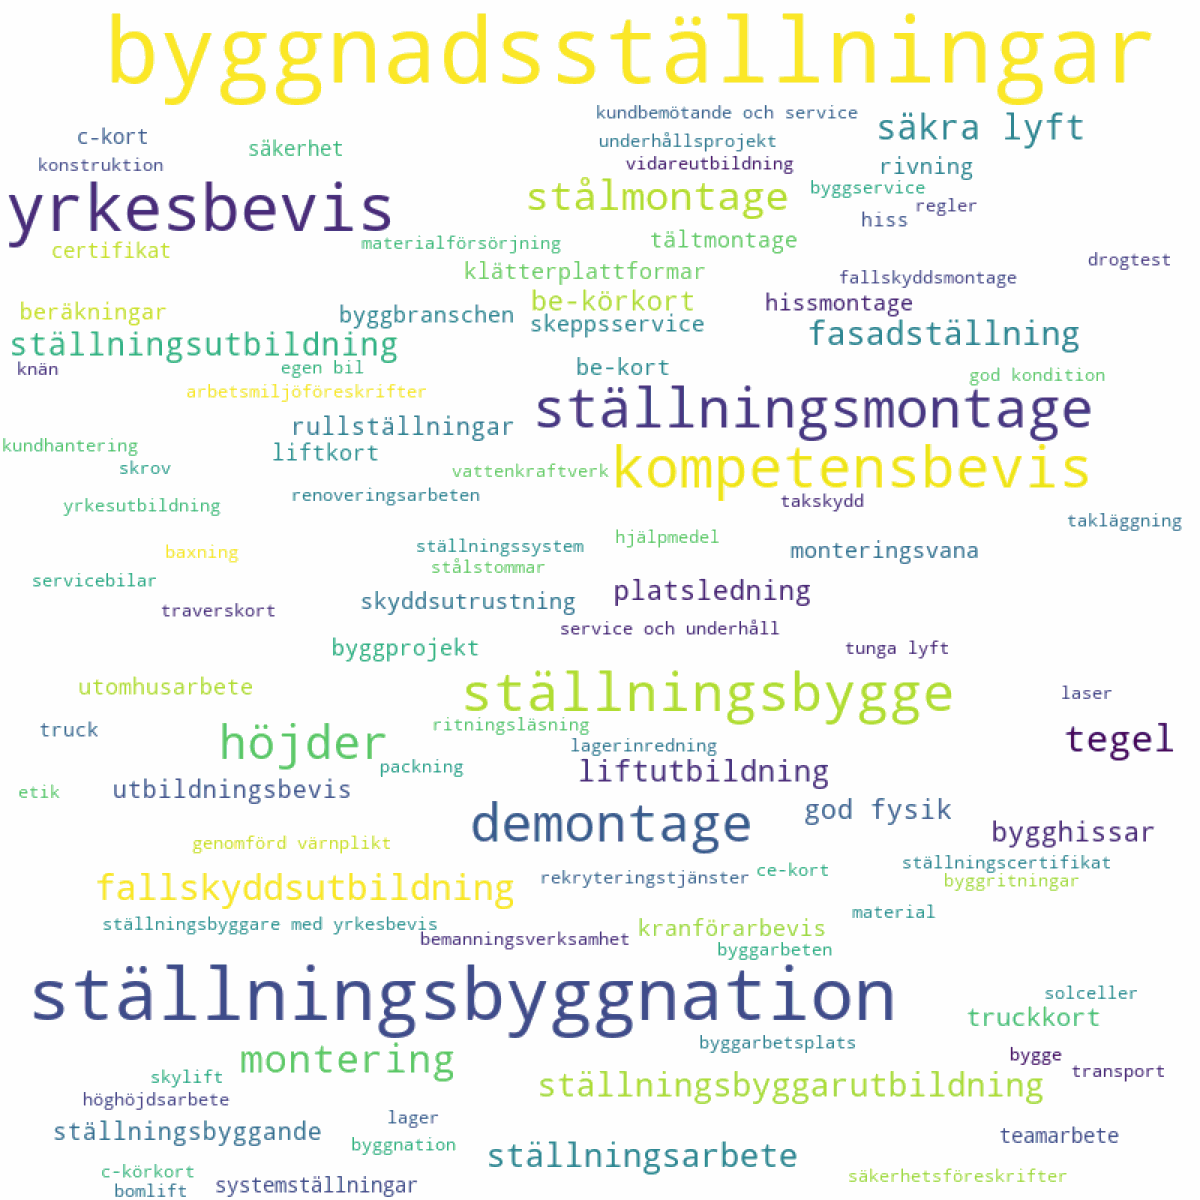 byggnadsställningar
kundbemötande och service
c-kort
säkra lyft
säkerhet
underhållsprojekt
konstruktion
vidareutbildning
rivning
yrkesbevis
stålmontage
byggservice
regler
hiss
certifikat
materialförsörjning
tältmontage
drogtest
klätterplattformar
fallskyddsmontage
be-körkort
hissmontage
beräkningar
byggbranschen
skeppsservice
fasadställning
ställningsutbildning
knän
egen bil
be-kort
god kondition
arbetsmiljöföreskrifter
ställningsmontage
rullställningar
kundhantering
liftkort
skrov
vattenkraftverk
kompetensbevis
renoveringsarbeten
takskydd
yrkesutbildning
takläggning
baxning
ställningssystem
hjälpmedel
monteringsvana
stålstommar
servicebilar
platsledning
traverskort
skyddsutrustning
service och underhåll
byggprojekt
tunga lyft
utomhusarbete
ställningsbygge
laser
truck
höjder
ritningsläsning
tegel
lagerinredning
packning
liftutbildning
etik
utbildningsbevis
demontage
god fysik
bygghissar
genomförd värnplikt
ställningscertifikat
fallskyddsutbildning
rekryteringstjänster
ce-kort
byggritningar
ställningsbyggare med yrkesbevis
material
bemanningsverksamhet
kranförarbevis
byggarbeten
ställningsbyggnation
solceller
truckkort
montering
byggarbetsplats
bygge
transport
skylift
ställningsbyggarutbildning
höghöjdsarbete
lager
ställningsbyggande
byggnation
teamarbete
ställningsarbete
c-körkort
säkerhetsföreskrifter
bomlift
systemställningar